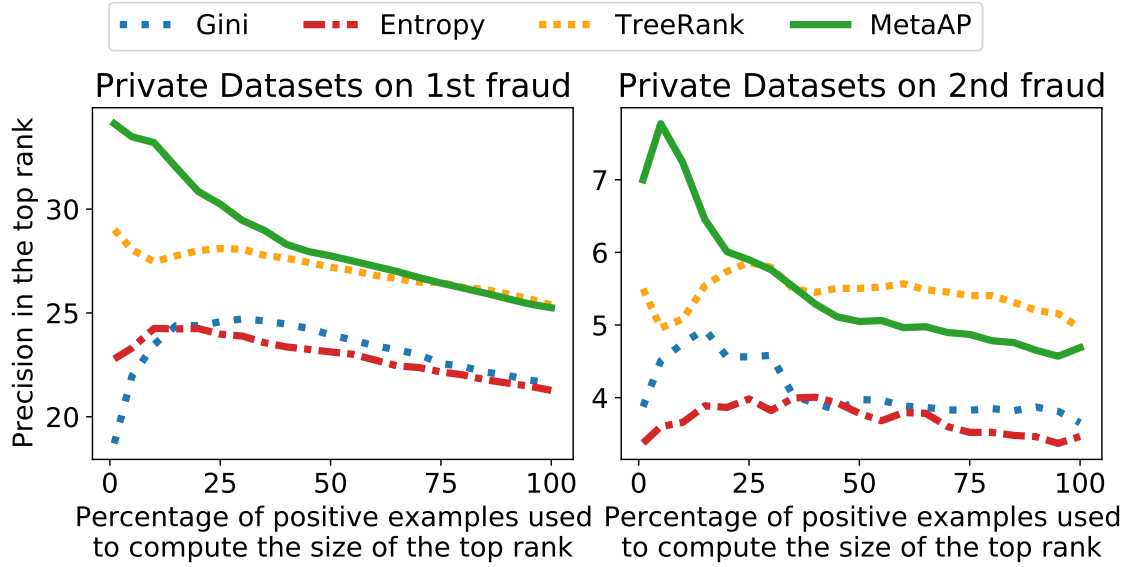 Gini Entropy TreeRank MetaAP
Private Datasets on 1st fraud
Private Datasets on 2nd fraud
Precision in the top rank
30
25
20
0 25 50 75 100
Percentage of positive examples used
to compute the size of the top rank
7
6
5
4
0 25 50 75 100
Percentage of positive examples used
to compute the size of the top rank